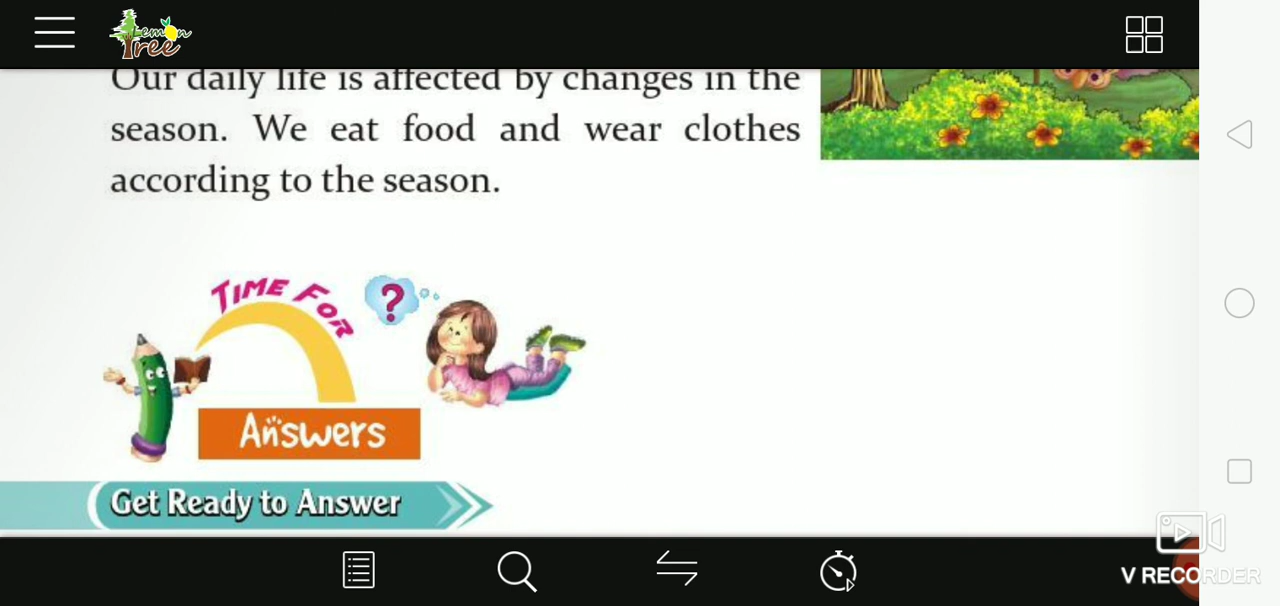 Lemon
Tree
Our daily life is affected by changes in the
season. We eat food and wear clothes
according to the season.
TIME FOR
?
Answers
Get Ready to Answer
V RECORDER